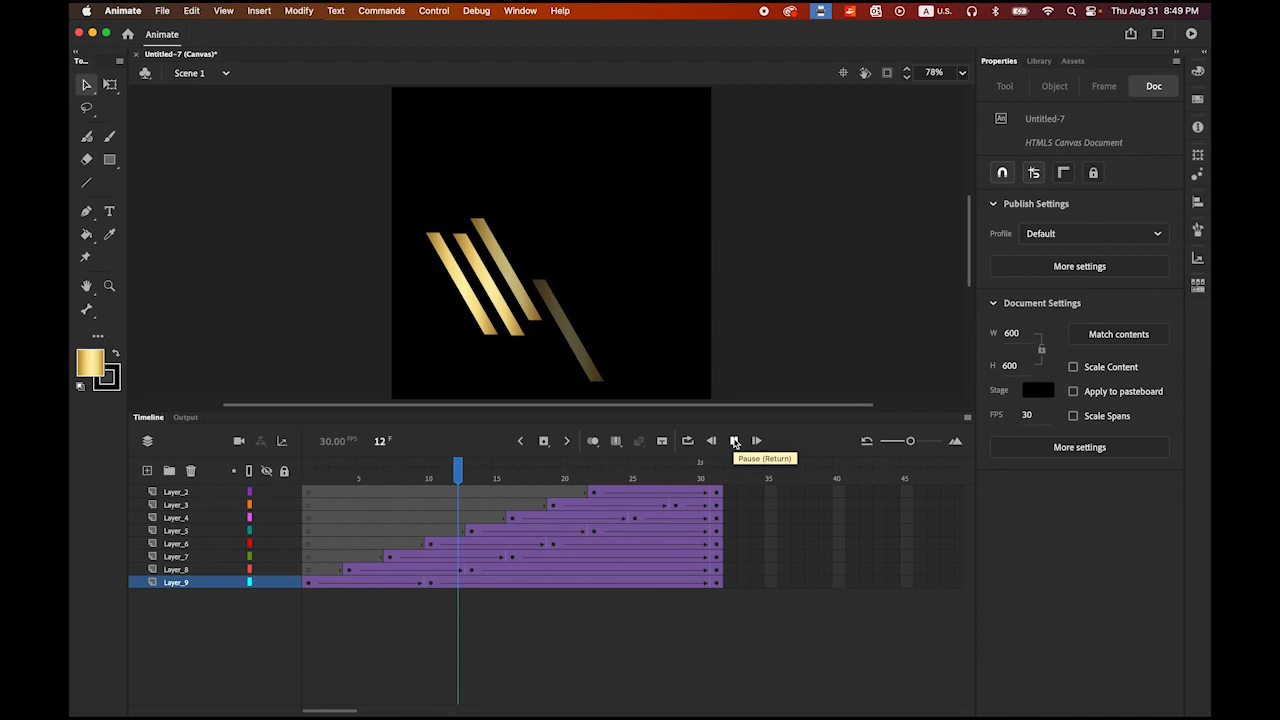 Animate File Edit View Insert Modify Text Commands Control Debug Window Help A U.S. Thu Aug 31 8:49 PM
Animate
To... Untitled-7 (Canvas)* Properties Library Assets
Scene 1 78%
Tool Object Frame Doc
An Untitled-7
HTML5 Canvas Document
Publish Settings
Profile Default
More settings
Document Settings
W 600 Match contents
H 600 Scale Content
Stage Apply to pasteboard
FPS 30 Scale Spans
More settings
T
Timeline Output
30.00 FPS 12 F
Pause (Return)
1s
5 10 15 20 25 30 35 40 45
Layer_2
Layer_3
Layer_4
Layer_5
Layer_6
Layer_7
Layer_8
Layer_9